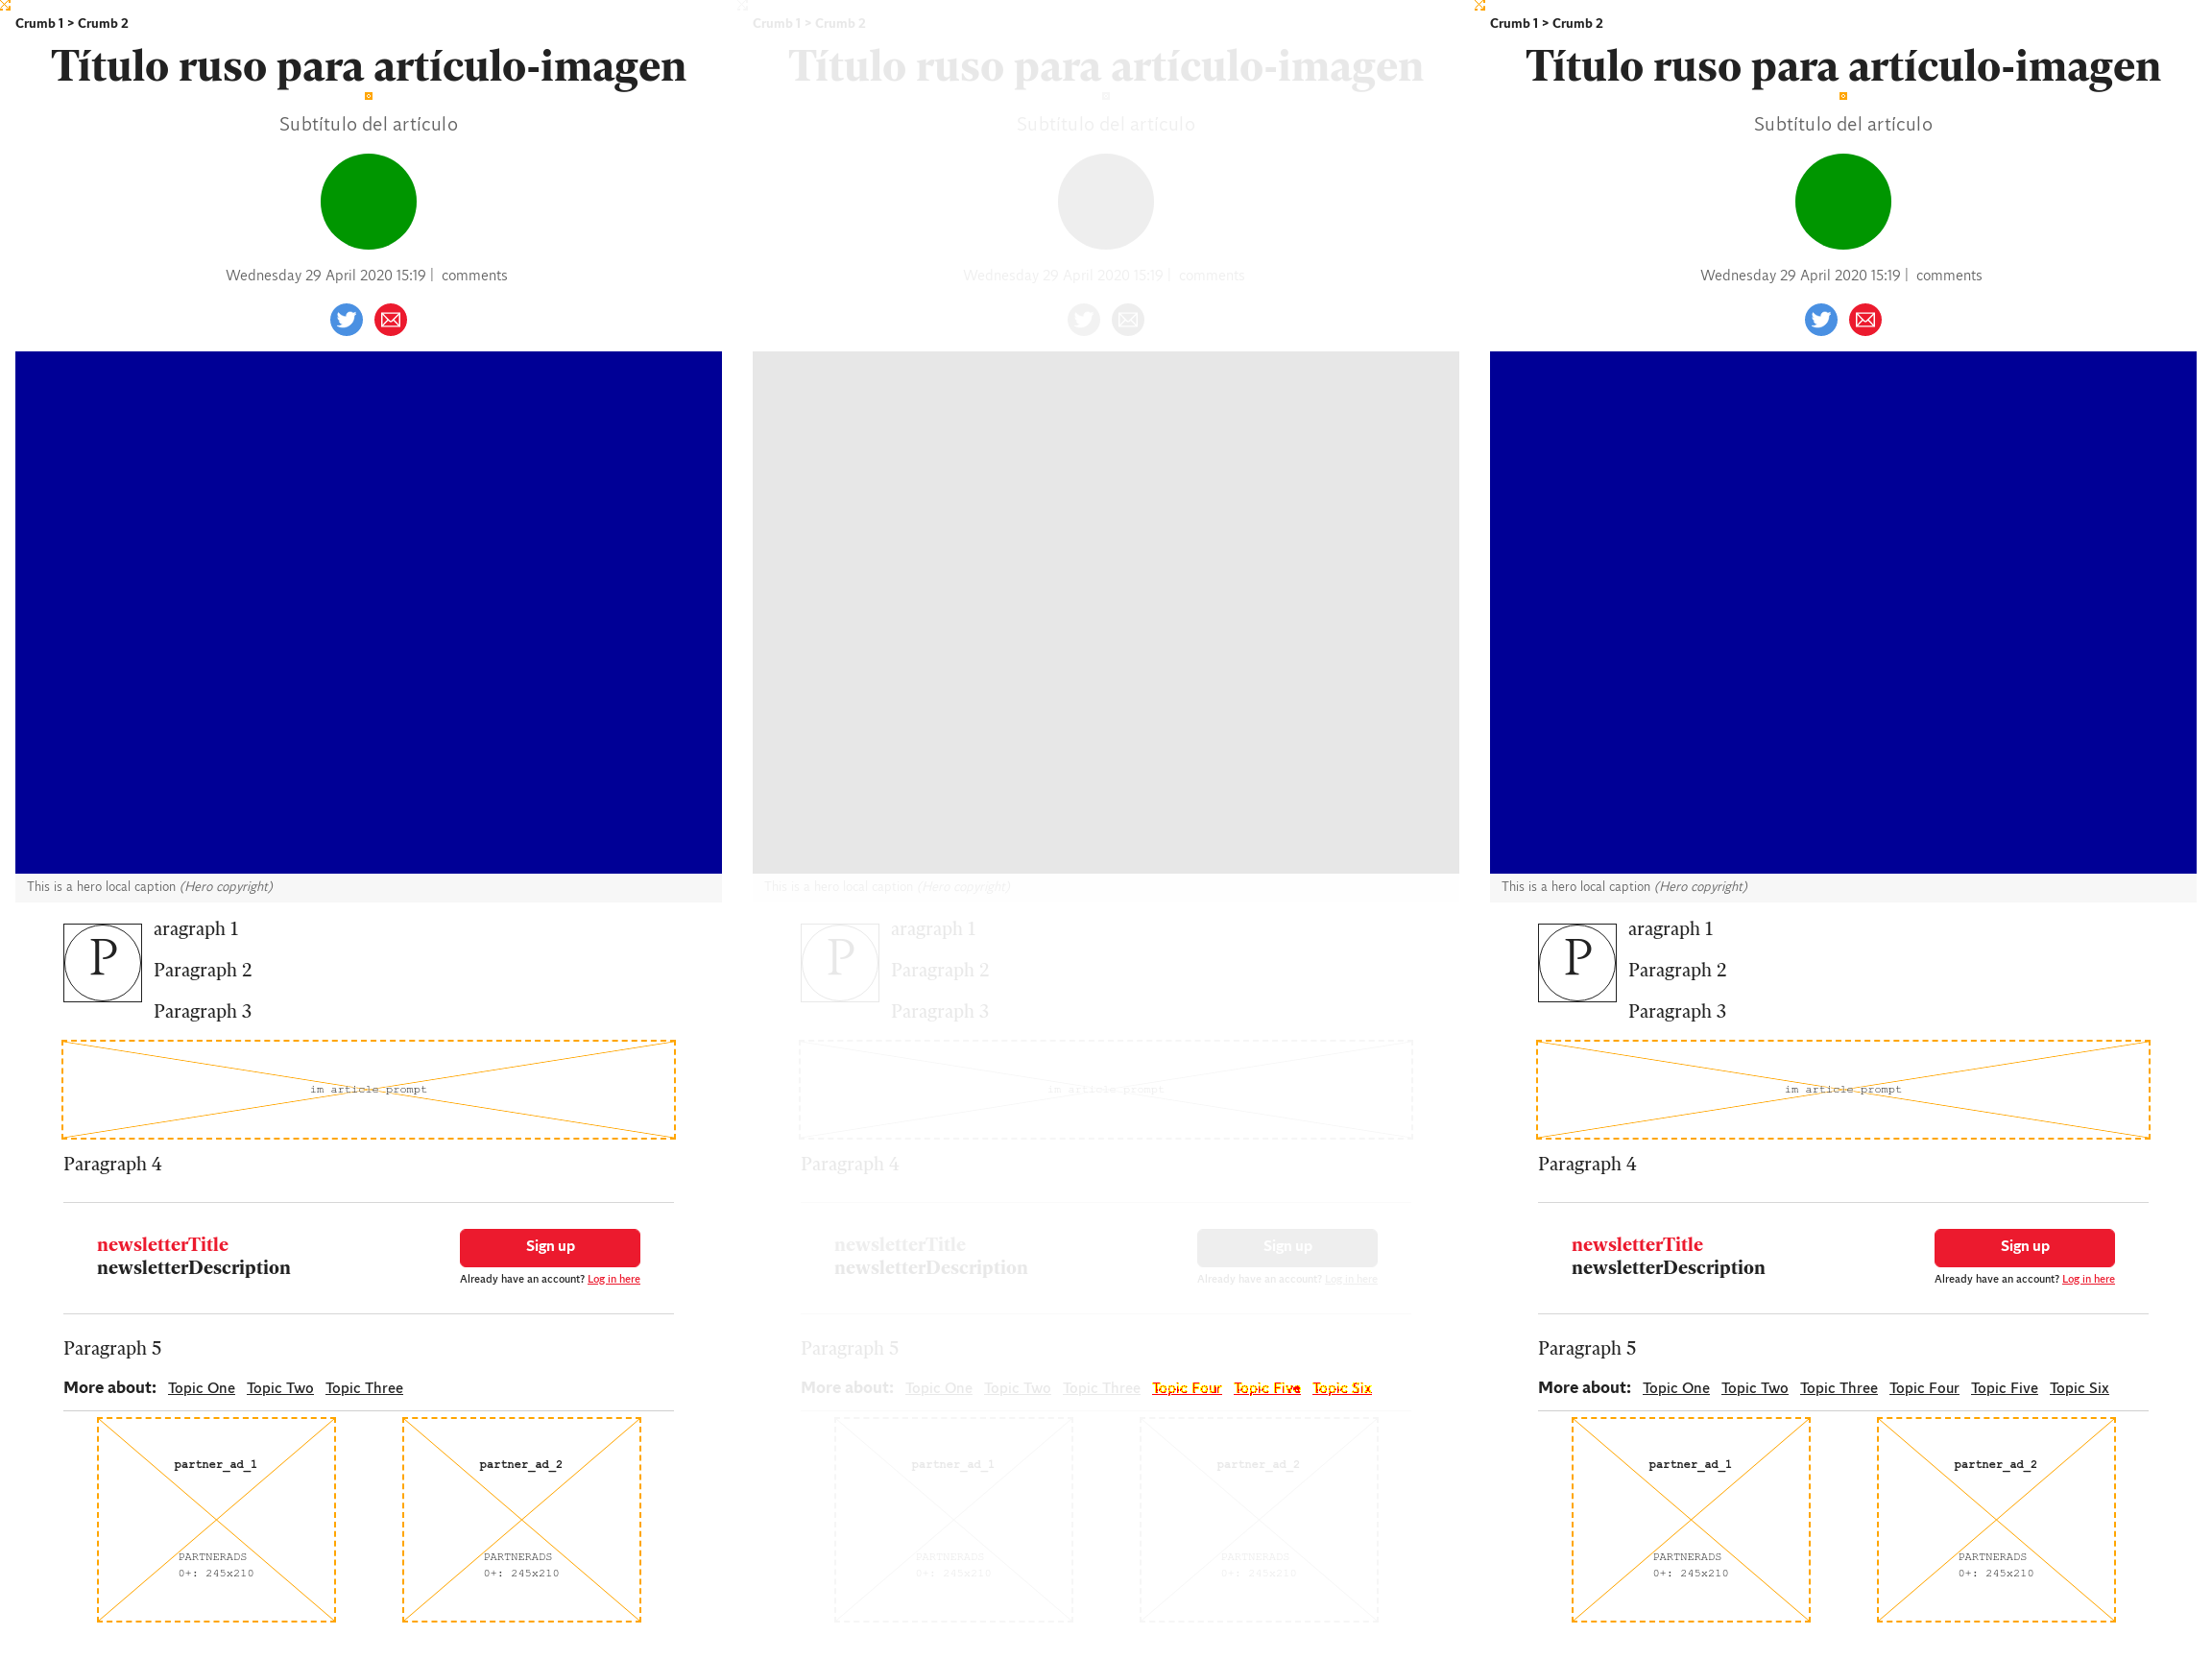 Crumb 1 > Crumb 2
Título ruso para artículo-imagen
Subtítulo del artículo
Wednesday 29 April 2020 15:19 | comments
This is a hero local caption (Hero copyright)
P
aragraph 1
Paragraph 2
Paragraph 3
im article prompt
Paragraph 4
newsletterTitle
newsletterDescription
Sign up
Already have an account? Log in here
Paragraph 5
More about: Topic One Topic Two Topic Three
partner_ad_1
PARTNERADS
0+: 245x210
partner_ad_2
PARTNERADS
0+: 245x210
Crumb 1 > Crumb 2
Título ruso para artículo-imagen
Subtítulo del artículo
Wednesday 29 April 2020 15:19 | comments
This is a hero local caption (Hero copyright)
P
aragraph 1
Paragraph 2
Paragraph 3
im article prompt
Paragraph 4
newsletterTitle
newsletterDescription
Sign up
Already have an account? Log in here
Paragraph 5
More about: Topic One Topic Two Topic Three Topic Four Topic Five Topic Six
partner_ad_1
PARTNERADS
0+: 245x210
partner_ad_2
PARTNERADS
0+: 245x210
Crumb 1 > Crumb 2
Título ruso para artículo-imagen
Subtítulo del artículo
Wednesday 29 April 2020 15:19 | comments
This is a hero local caption (Hero copyright)
P
aragraph 1
Paragraph 2
Paragraph 3
im article prompt
Paragraph 4
newsletterTitle
newsletterDescription
Sign up
Already have an account? Log in here
Paragraph 5
More about: Topic One Topic Two Topic Three Topic Four Topic Five Topic Six
partner_ad_1
PARTNERADS
0+: 245x210
partner_ad_2
PARTNERADS
0+: 245x210